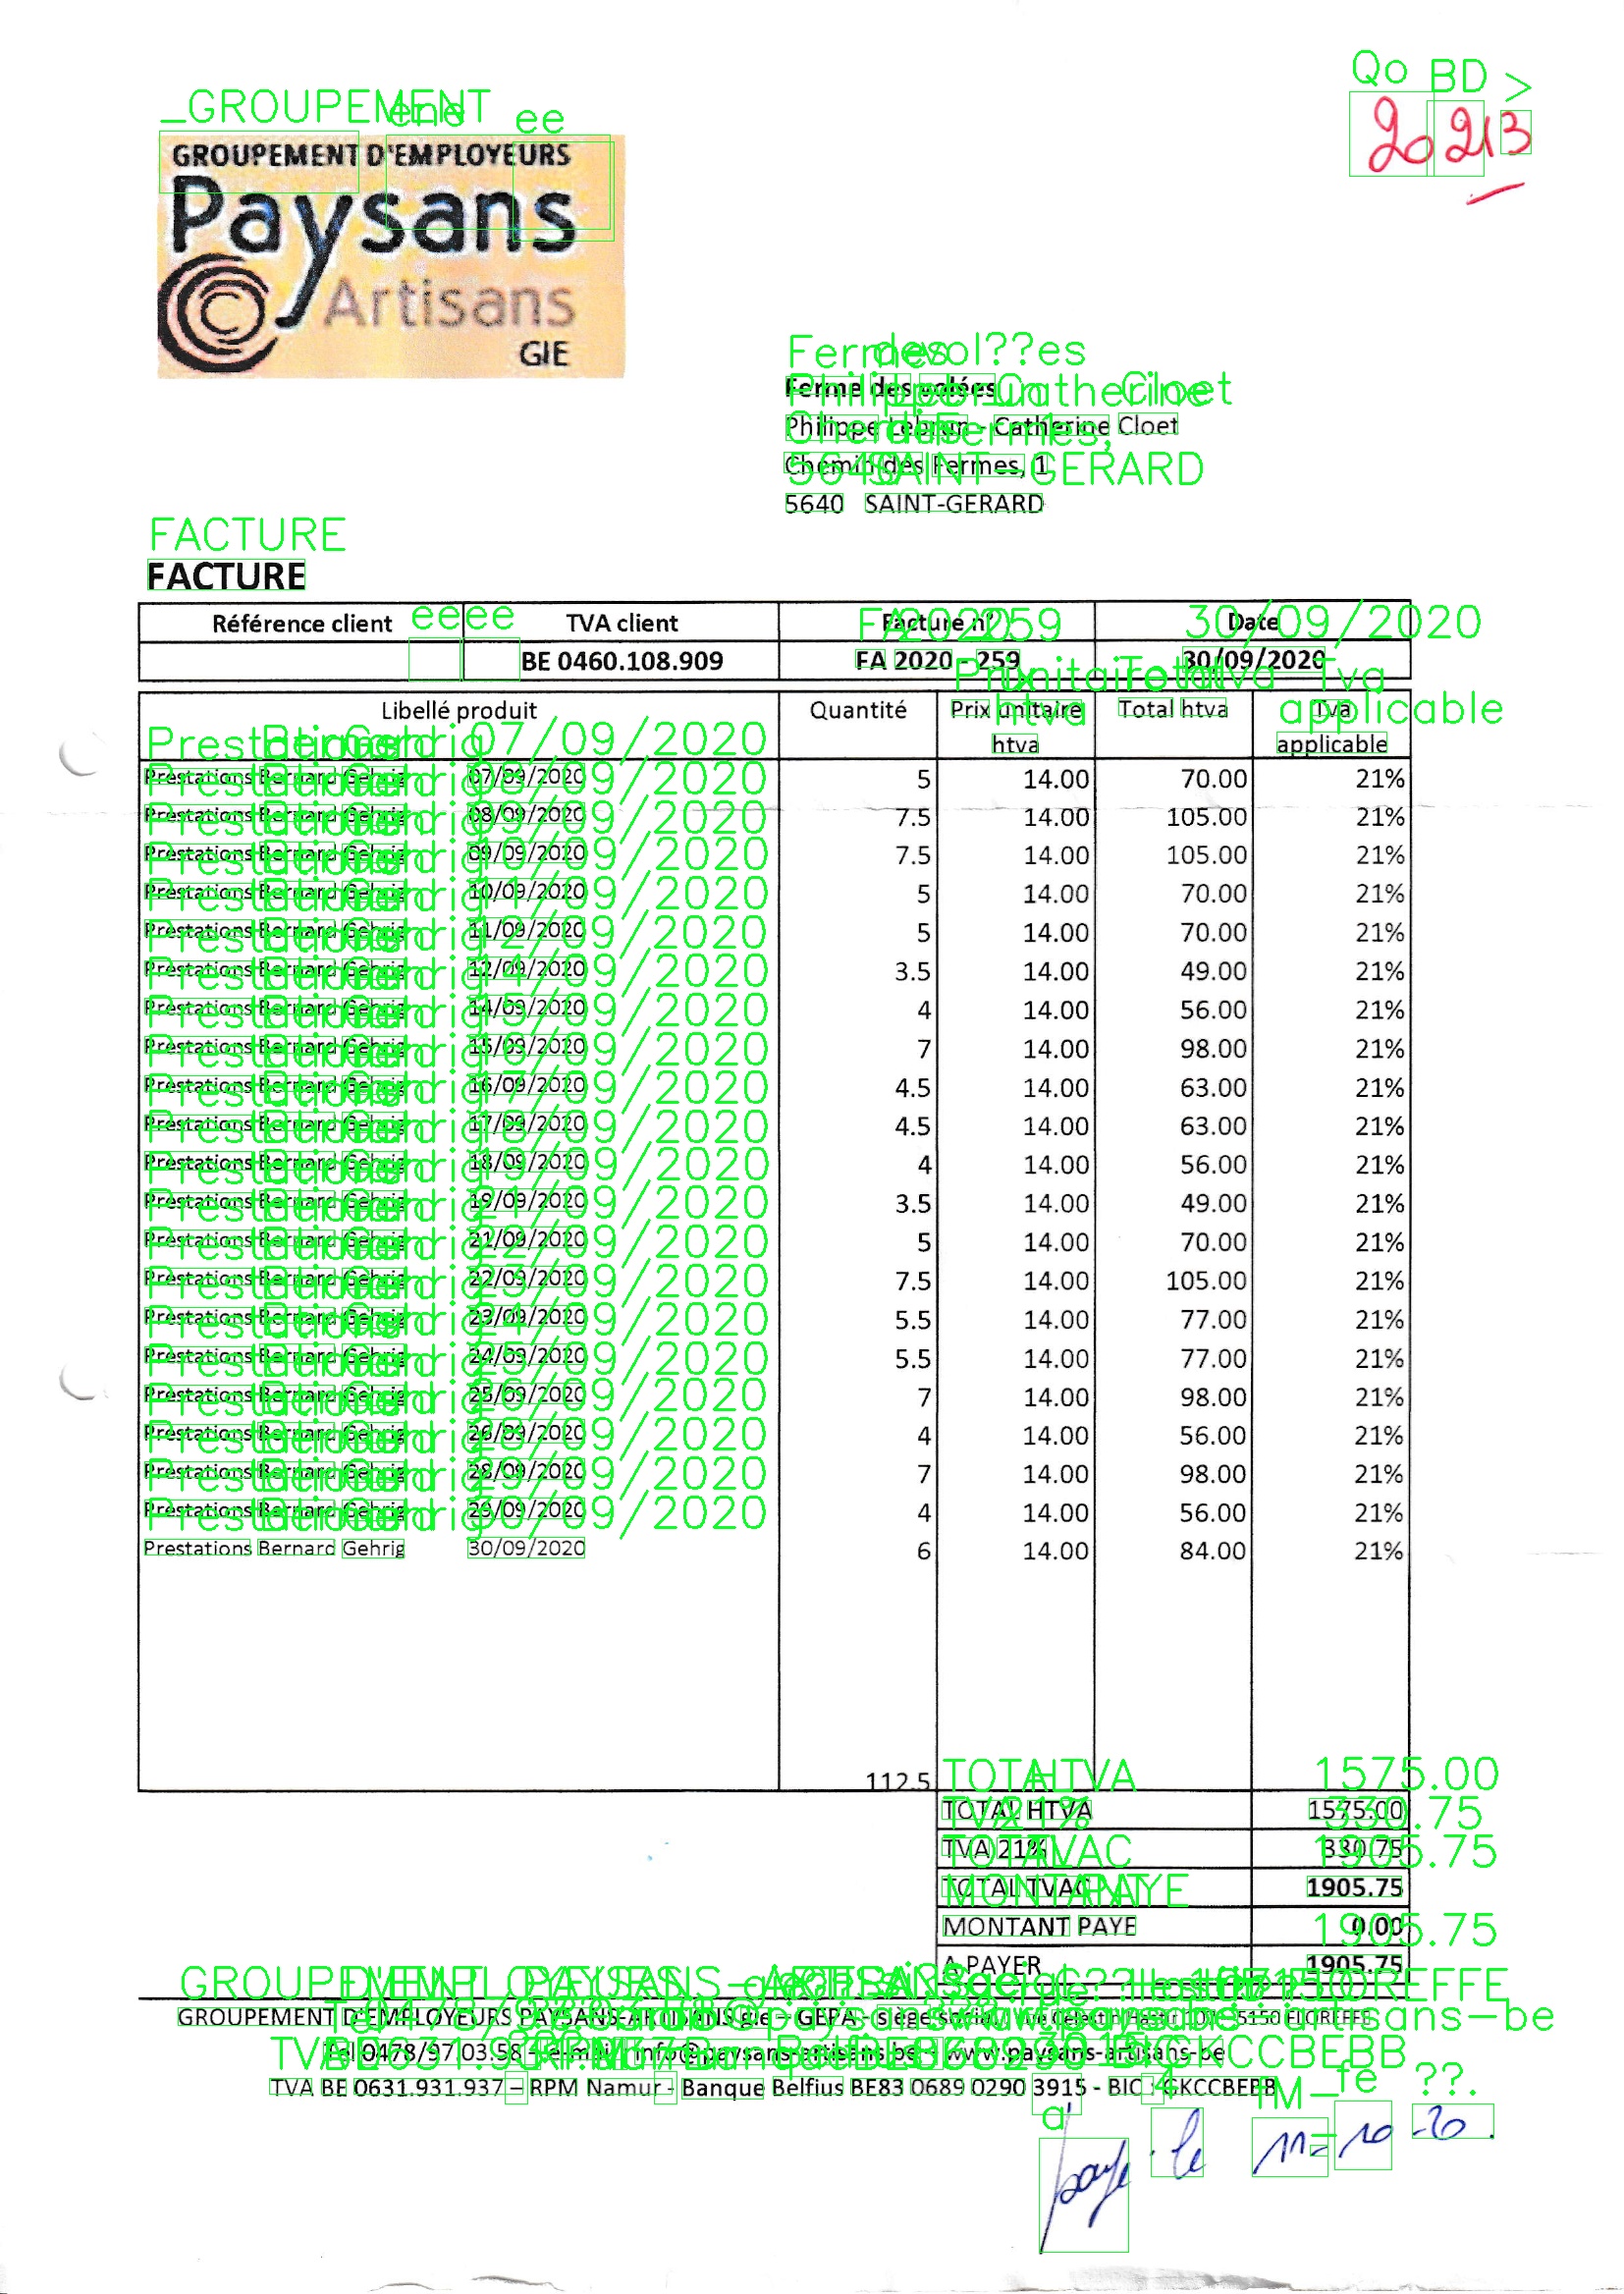 20213
GROUPEMENT D'EMPLOYEURS
Paysans
Artisans
GIE
Ferme des volées
Philippe Lebrun - Catherine Cloet
Chemin des Fermes, 1
5640 SAINT-GERARD
FACTURE
Référence client TVA client Facture n° Date
BE 0460.108.909 FA 2020 - 259 30/09/2020
Libellé produit Quantité Prix unitaire htva Total htva Tva applicable
Prestations Bernard Gehrig 07/09/2020 5 14.00 70.00 21%
Prestations Bernard Gehrig 08/09/2020 7.5 14.00 105.00 21%
Prestations Bernard Gehrig 09/09/2020 7.5 14.00 105.00 21%
Prestations Bernard Gehrig 10/09/2020 5 14.00 70.00 21%
Prestations Bernard Gehrig 11/09/2020 5 14.00 70.00 21%
Prestations Bernard Gehrig 12/09/2020 3.5 14.00 49.00 21%
Prestations Bernard Gehrig 14/09/2020 4 14.00 56.00 21%
Prestations Bernard Gehrig 15/09/2020 7 14.00 98.00 21%
Prestations Bernard Gehrig 16/09/2020 4.5 14.00 63.00 21%
Prestations Bernard Gehrig 17/09/2020 4.5 14.00 63.00 21%
Prestations Bernard Gehrig 18/09/2020 4 14.00 56.00 21%
Prestations Bernard Gehrig 19/09/2020 3.5 14.00 49.00 21%
Prestations Bernard Gehrig 21/09/2020 5 14.00 70.00 21%
Prestations Bernard Gehrig 22/09/2020 7.5 14.00 105.00 21%
Prestations Bernard Gehrig 23/09/2020 5.5 14.00 77.00 21%
Prestations Bernard Gehrig 24/09/2020 5.5 14.00 77.00 21%
Prestations Bernard Gehrig 25/09/2020 7 14.00 98.00 21%
Prestations Bernard Gehrig 26/09/2020 4 14.00 56.00 21%
Prestations Bernard Gehrig 28/09/2020 7 14.00 98.00 21%
Prestations Bernard Gehrig 29/09/2020 4 14.00 56.00 21%
Prestations Bernard Gehrig 30/09/2020 6 14.00 84.00 21%
112.5
TOTAL HTVA 1575.00
TVA 21% 330.75
TOTAL TVAC 1905.75
MONTANT PAYE 0.00
A PAYER 1905.75
GROUPEMENT D'EMPLOYEURS PAYSANS-ARTISANS gie - GEPA - siège social 5150 FLOREFFE
Tel 0478/97.03.58 - e-mail : info@paysans-artisans.be - www.paysans-artisans-be
TVA BE 0631.931.937 – RPM Namur - Banque Belfius BE83 0689 0290 3915 - BIC : GKCCBEBB
payé le 11-10-20.